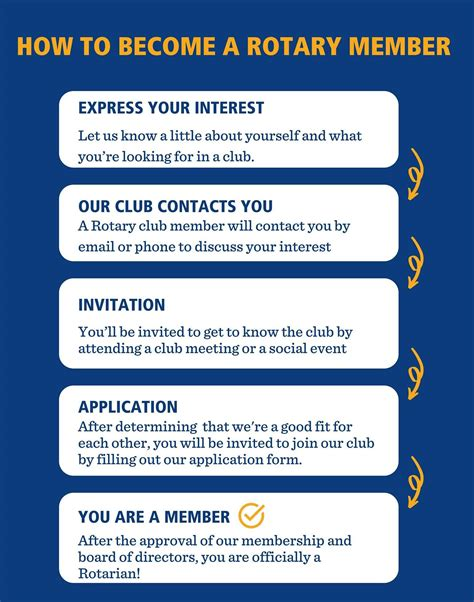 HOW TO BECOME A ROTARY MEMBER
EXPRESS YOUR INTEREST
Let us know a little about yourself and what
you're looking for in a club.
OUR CLUB CONTACTS YOU
A Rotary club member will contact you by
email or phone to discuss your interest
INVITATION
You'll be invited to get to know the club by
attending a club meeting or a social event
APPLICATION
After determining that we're a good fit for
each other, you will be invited to join our club
by filling out our application form.
YOU ARE A MEMBER
After the approval of our membership and
board of directors, you are officially a
Rotarian!